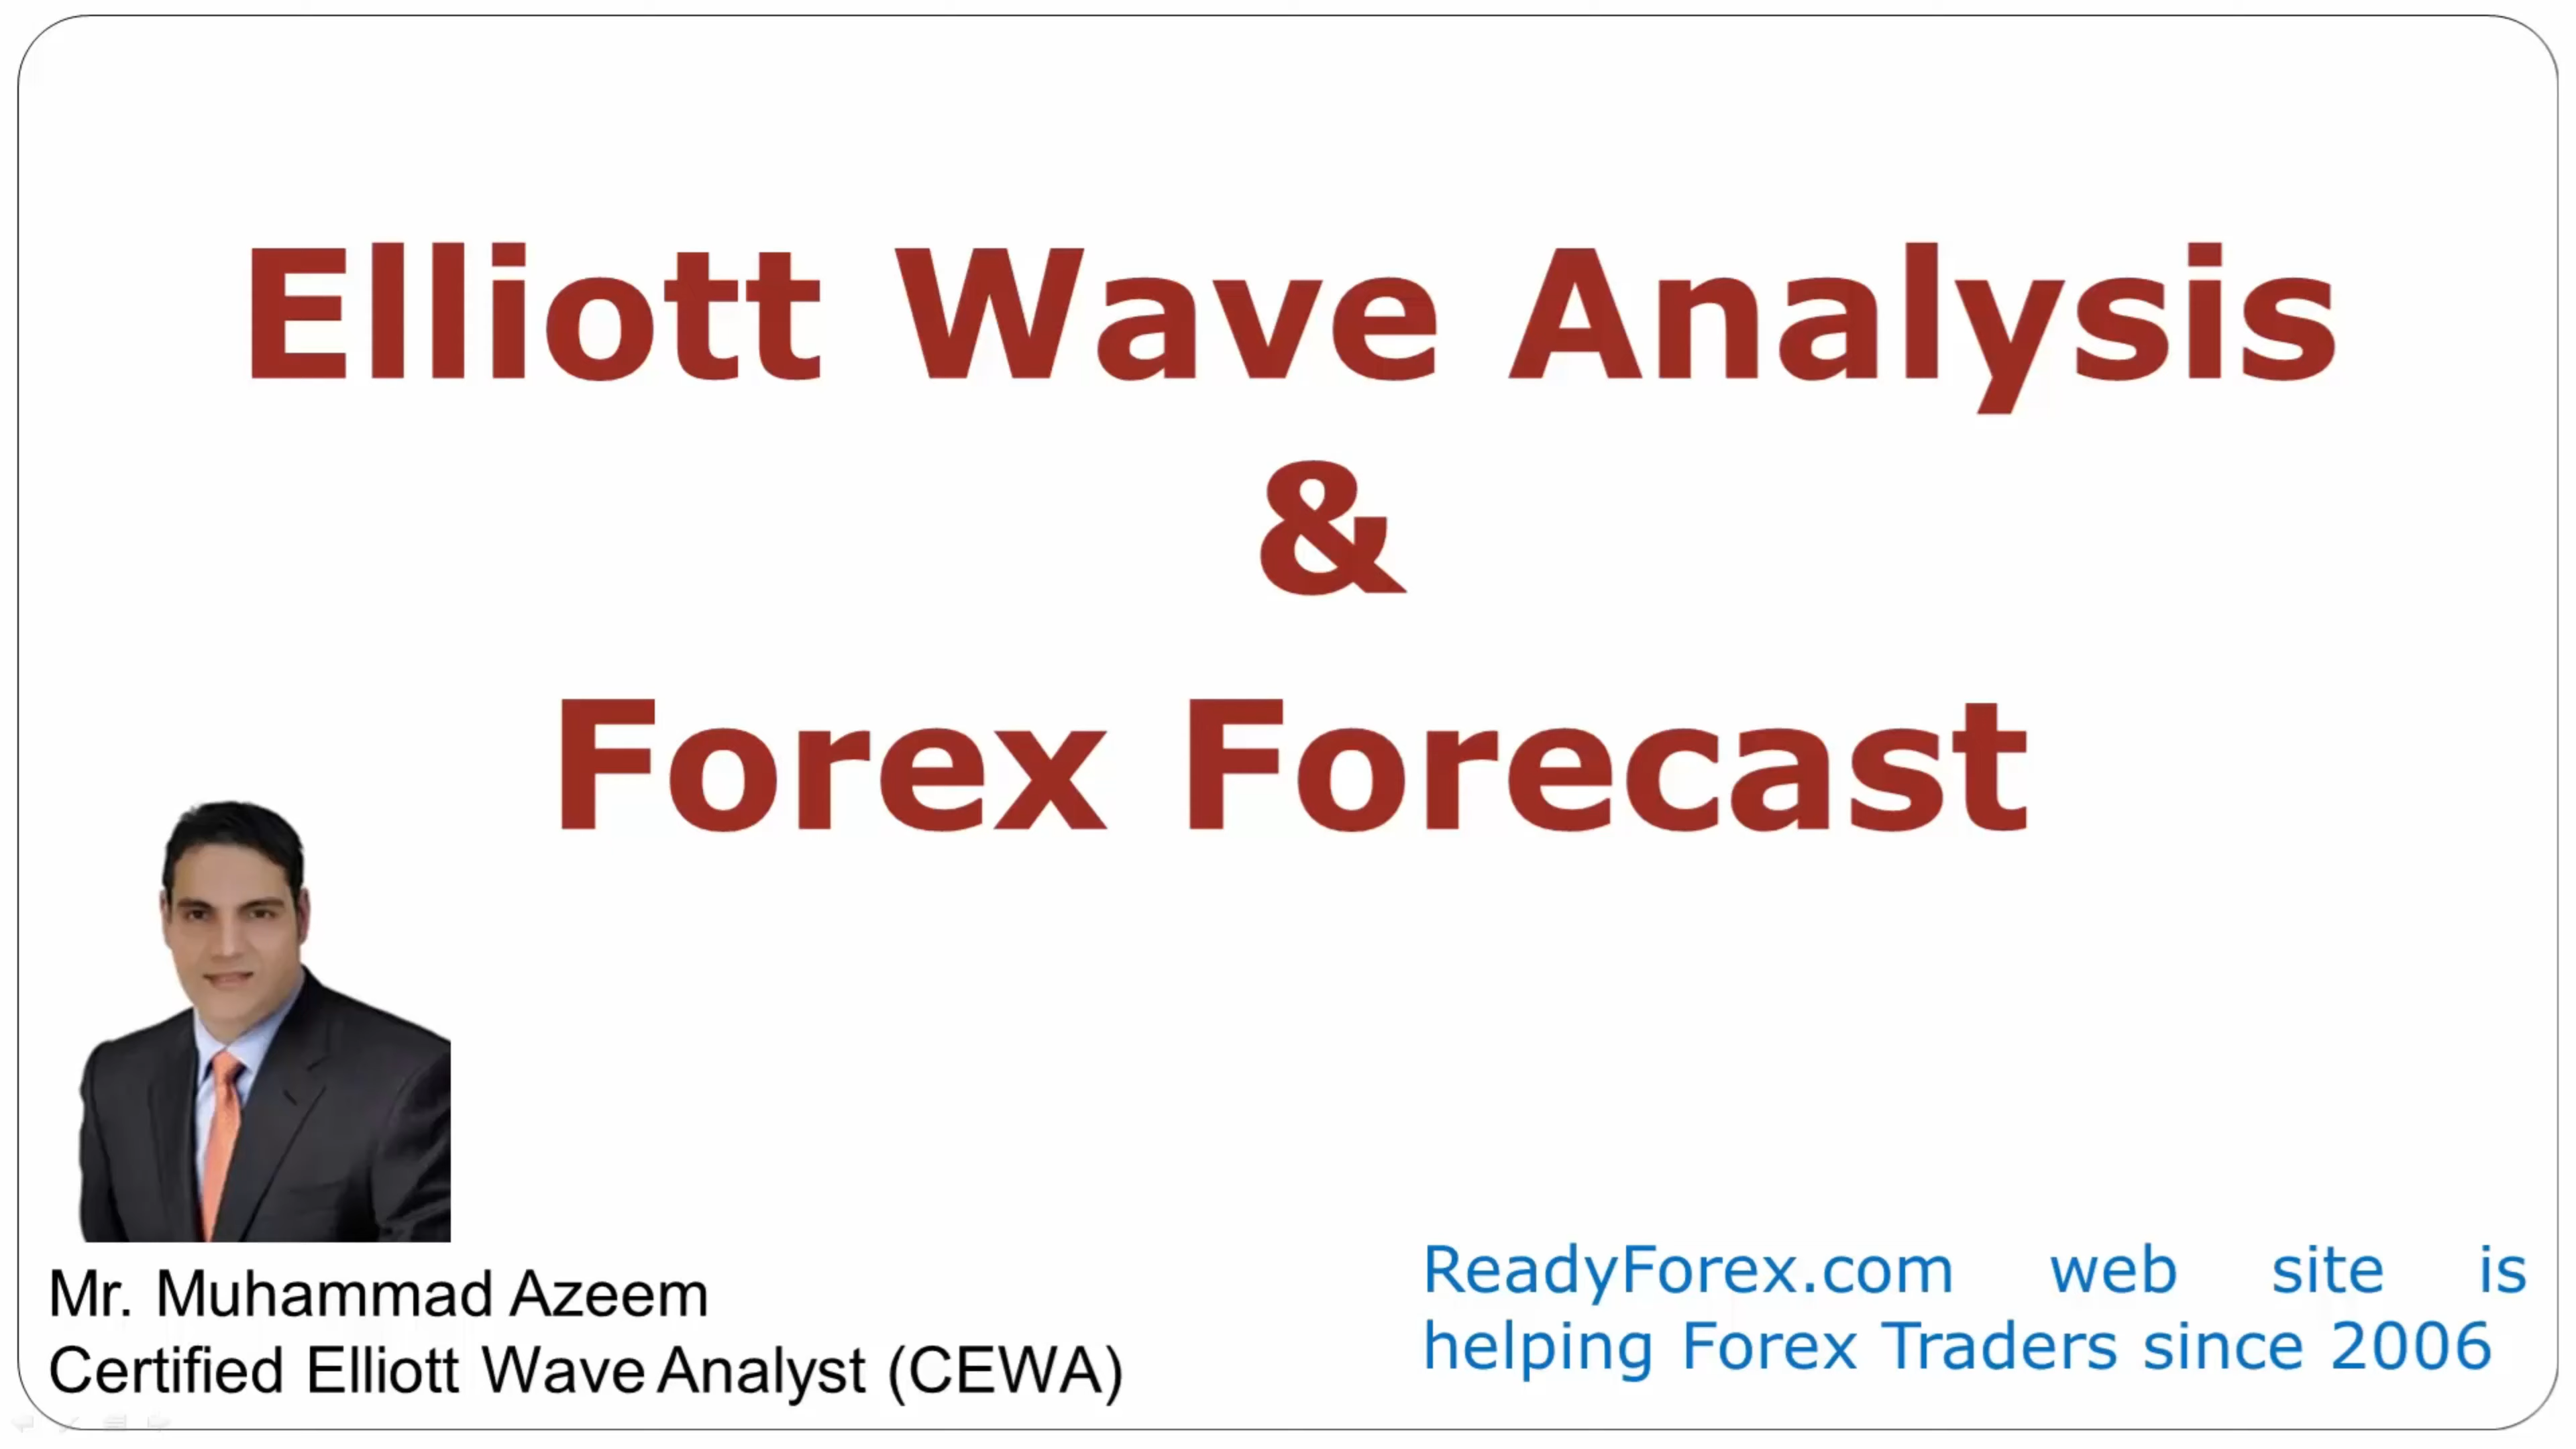 Elliott Wave Analysis
&
Forex Forecast
Mr. Muhammad Azeem
Certified Elliott Wave Analyst (CEWA)
ReadyForex.com web site is
helping Forex Traders since 2006